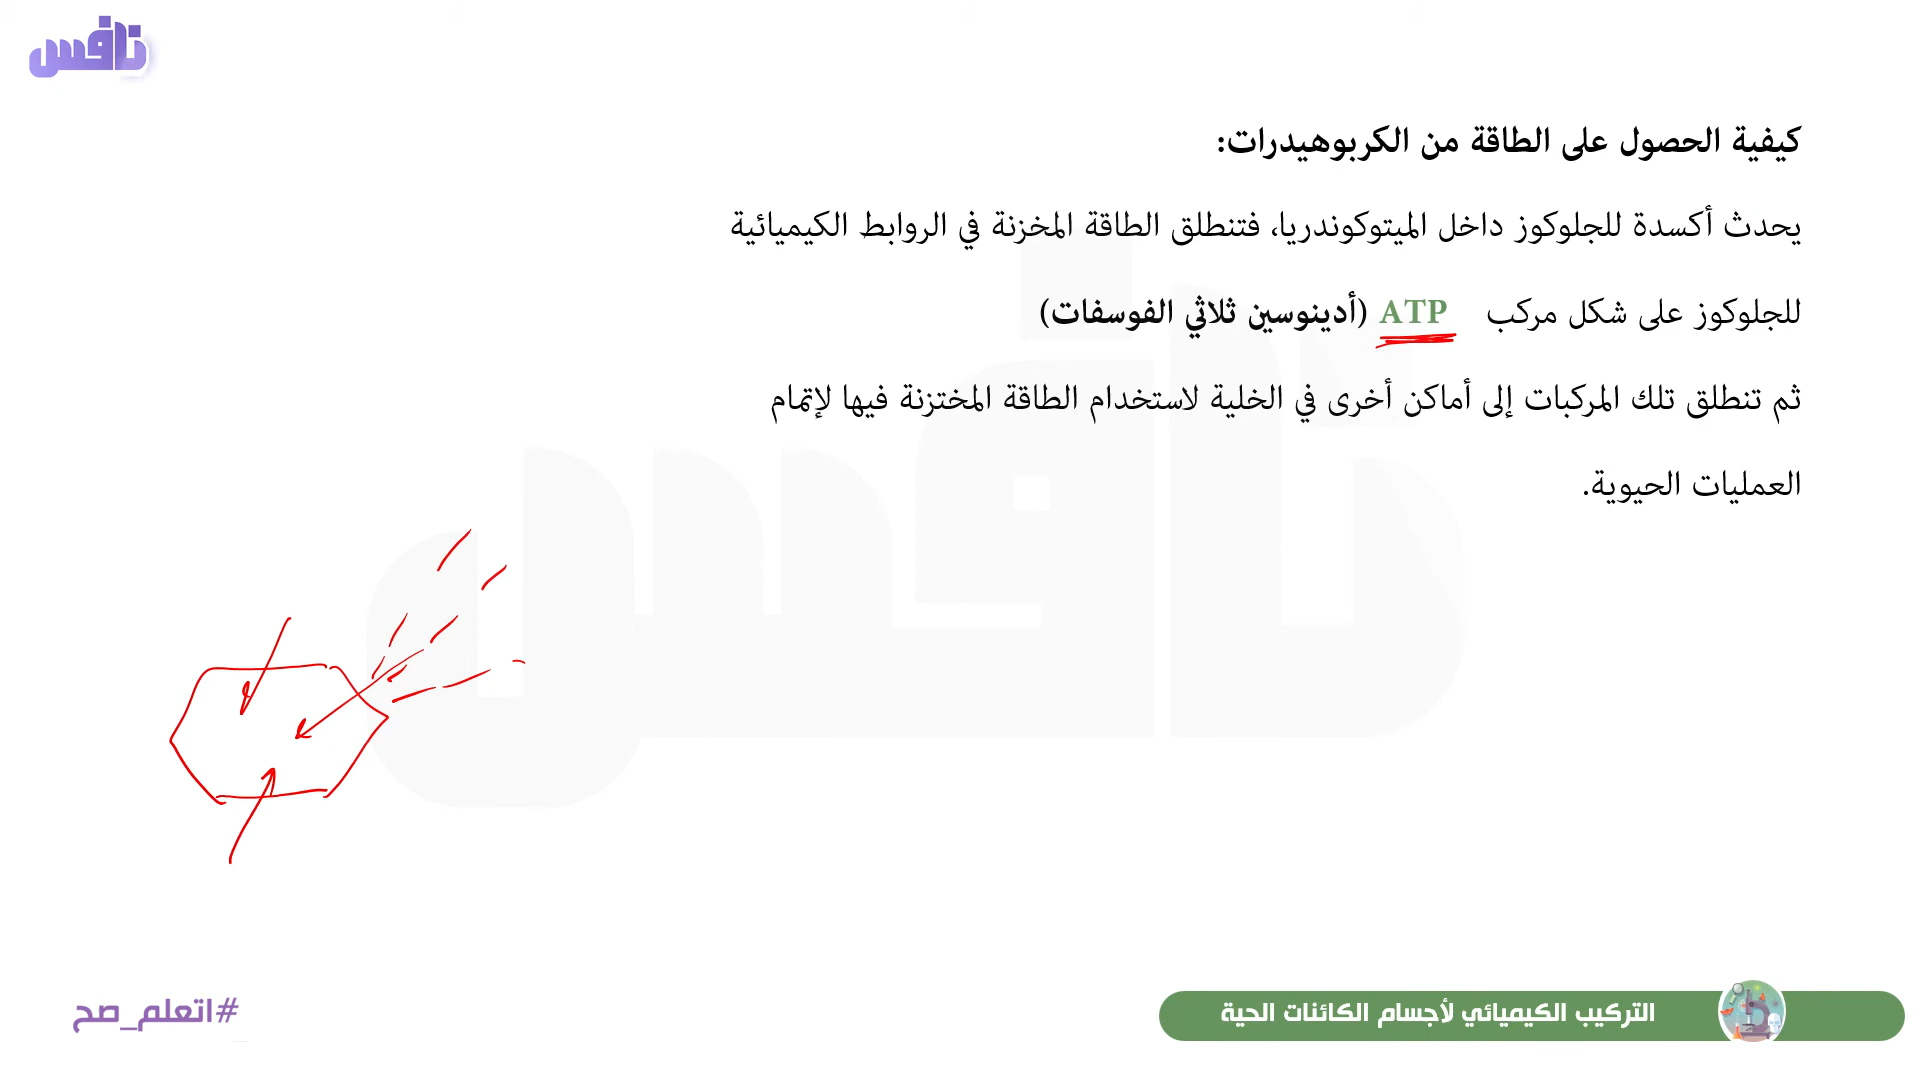 نافس
كيفية الحصول على الطاقة من الكربوهيدرات:
يحدث أكسدة للجلوكوز داخل الميتوكوندريا، فتنطلق الطاقة المخزنة في الروابط الكيميائية
للجلوكوز على شكل مركب ATP (أدينوسين ثلاثي الفوسفات)
ثم تنطلق تلك المركبات إلى أماكن أخرى في الخلية لاستخدام الطاقة المختزنة فيها لإتمام
العمليات الحيوية.
نافس
التركيب الكيميائي لأجسام الكائنات الحية
#اتعلم_صح